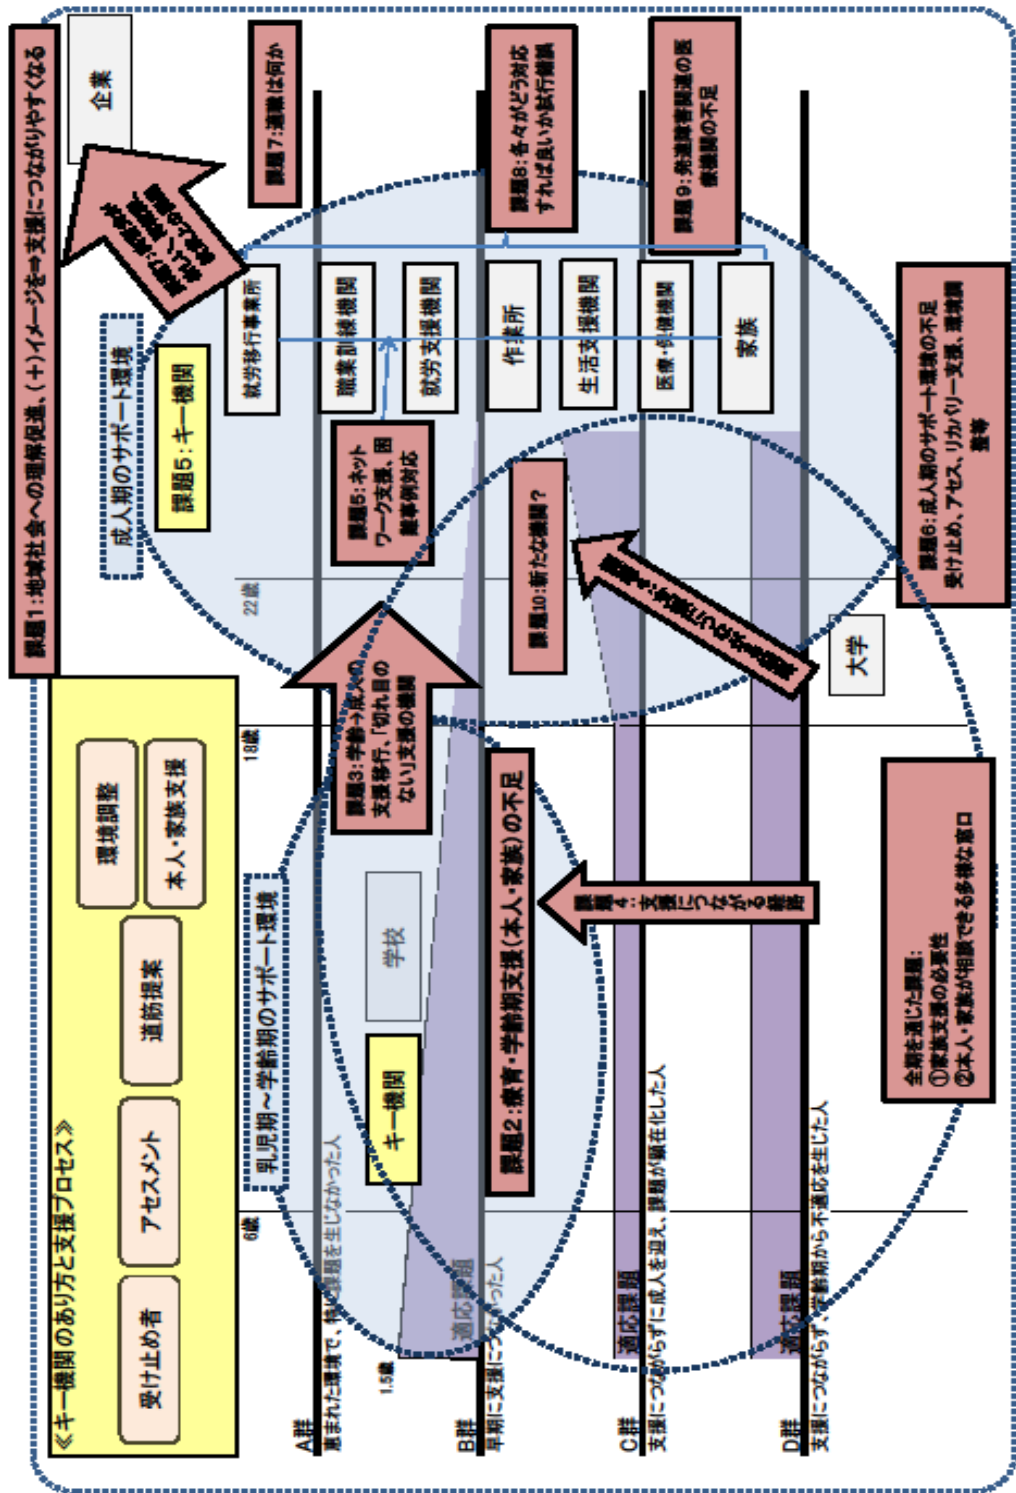 課題1:地域社会への理解促進、(+)イメージを⇒支援につながりやすくなる
≪キー機関のあり方と支援プロセス≫
受け止め者
アセスメント
道筋提案
環境調整
本人・家族支援
成人期のサポート環境
企業
課題5:キー機関
乳児期～学齢期のサポート環境
6歳
18歳
22歳
1.5歳
就労移行事業所
職業訓練機関
就労支援機関
作業所
生活支援機関
医療・保健機関
家族
課題7:適職は何か
A群
恵まれた環境で、特に課題を生じなかった人
キー機関
学校
課題3:学齢→成人の
支援移行、「切れ目の
ない」支援の機関
課題5:ネット
ワーク支援、困
難事例対応
適応課題
B群
早期に支援につながった人
課題2:療育・学齢期支援(本人・家族)の不足
課題10:新たな機関?
課題8:各々がどう対応
すれば良いか試行錯誤
課題4:支援につながる経路
適応課題
C群
支援につながらずに成人を迎え、課題が顕在化した人
課題9:発達障害関連の医
療機関の不足
適応課題
D群
支援につながらず、学齢期から不適応を生じた人
大学
全期を通じた課題:
①家族支援の必要性
②本人・家族が相談できる多様な窓口
課題6:成人期のサポート環境の不足
受け止め、アセス、リカバリー支援、環境調
整等